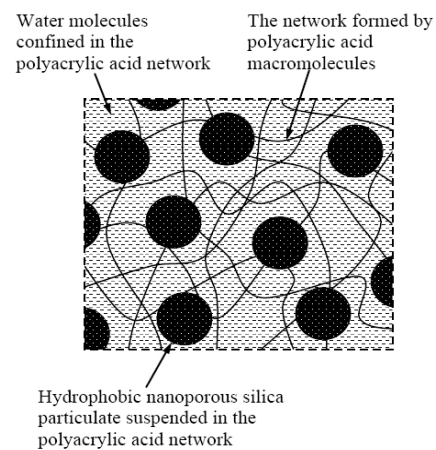 Water molecules
confined in the
polyacrylic acid network
The network formed by
polyacrylic acid
macromolecules
Hydrophobic nanoporous silica
particulate suspended in the
polyacrylic acid network